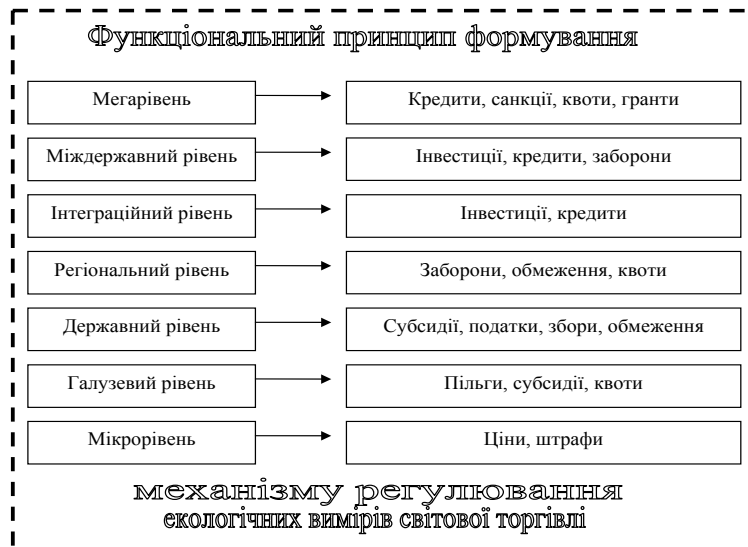 Функціональний принцип формування
Мегарівень
Кредити, санкції, квоти, гранти
Міждержавний рівень
Інвестиції, кредити, заборони
Інтеграційний рівень
Інвестиції, кредити
Регіональний рівень
Заборони, обмеження, квоти
Державний рівень
Субсидії, податки, збори, обмеження
Галузевий рівень
Пільги, субсидії, квоти
Мікрорівень
Ціни, штрафи
механізму регулювання
екологічних вимірів світової торгівлі